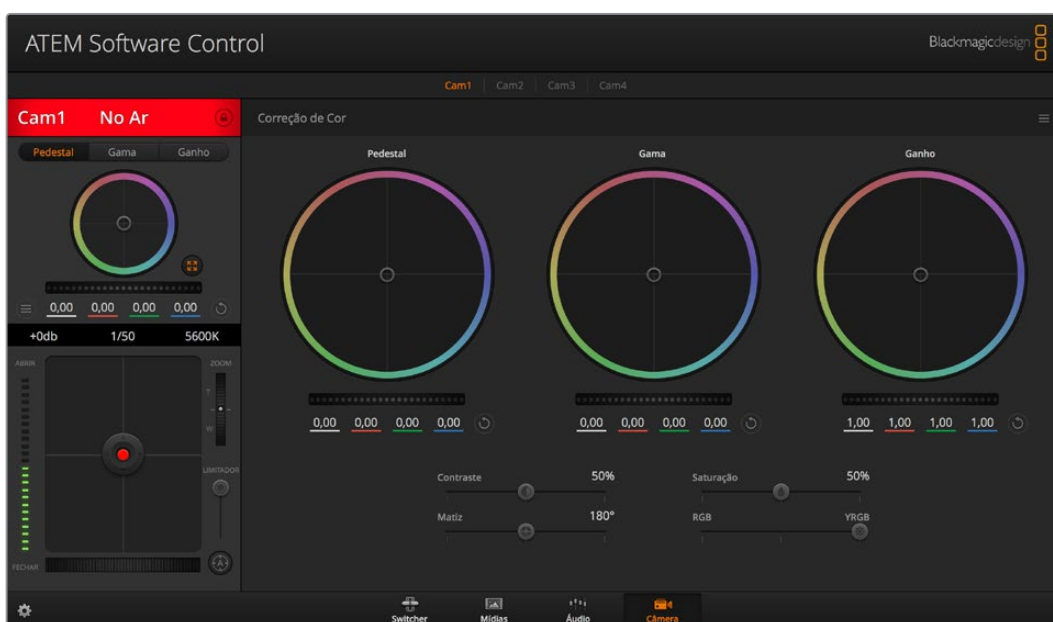 ATEM Software Control
Blackmagicdesign
Cam1 Cam2 Cam3 Cam4
Cam1 No Ar
Correção de Cor
Pedestal Gama Ganho
Pedestal Gama Ganho
0,00 0,00 0,00 0,00
+0db 1/50 5600K
ABRIR ZOOM
T
W
LIMITADOR
A
FECHAR
0,00 0,00 0,00 0,00
0,00 0,00 0,00 0,00
1,00 1,00 1,00 1,00
Contraste 50%
Saturação 50%
Matiz 180°
RGB YRGB
Switcher Mídias Áudio Câmera